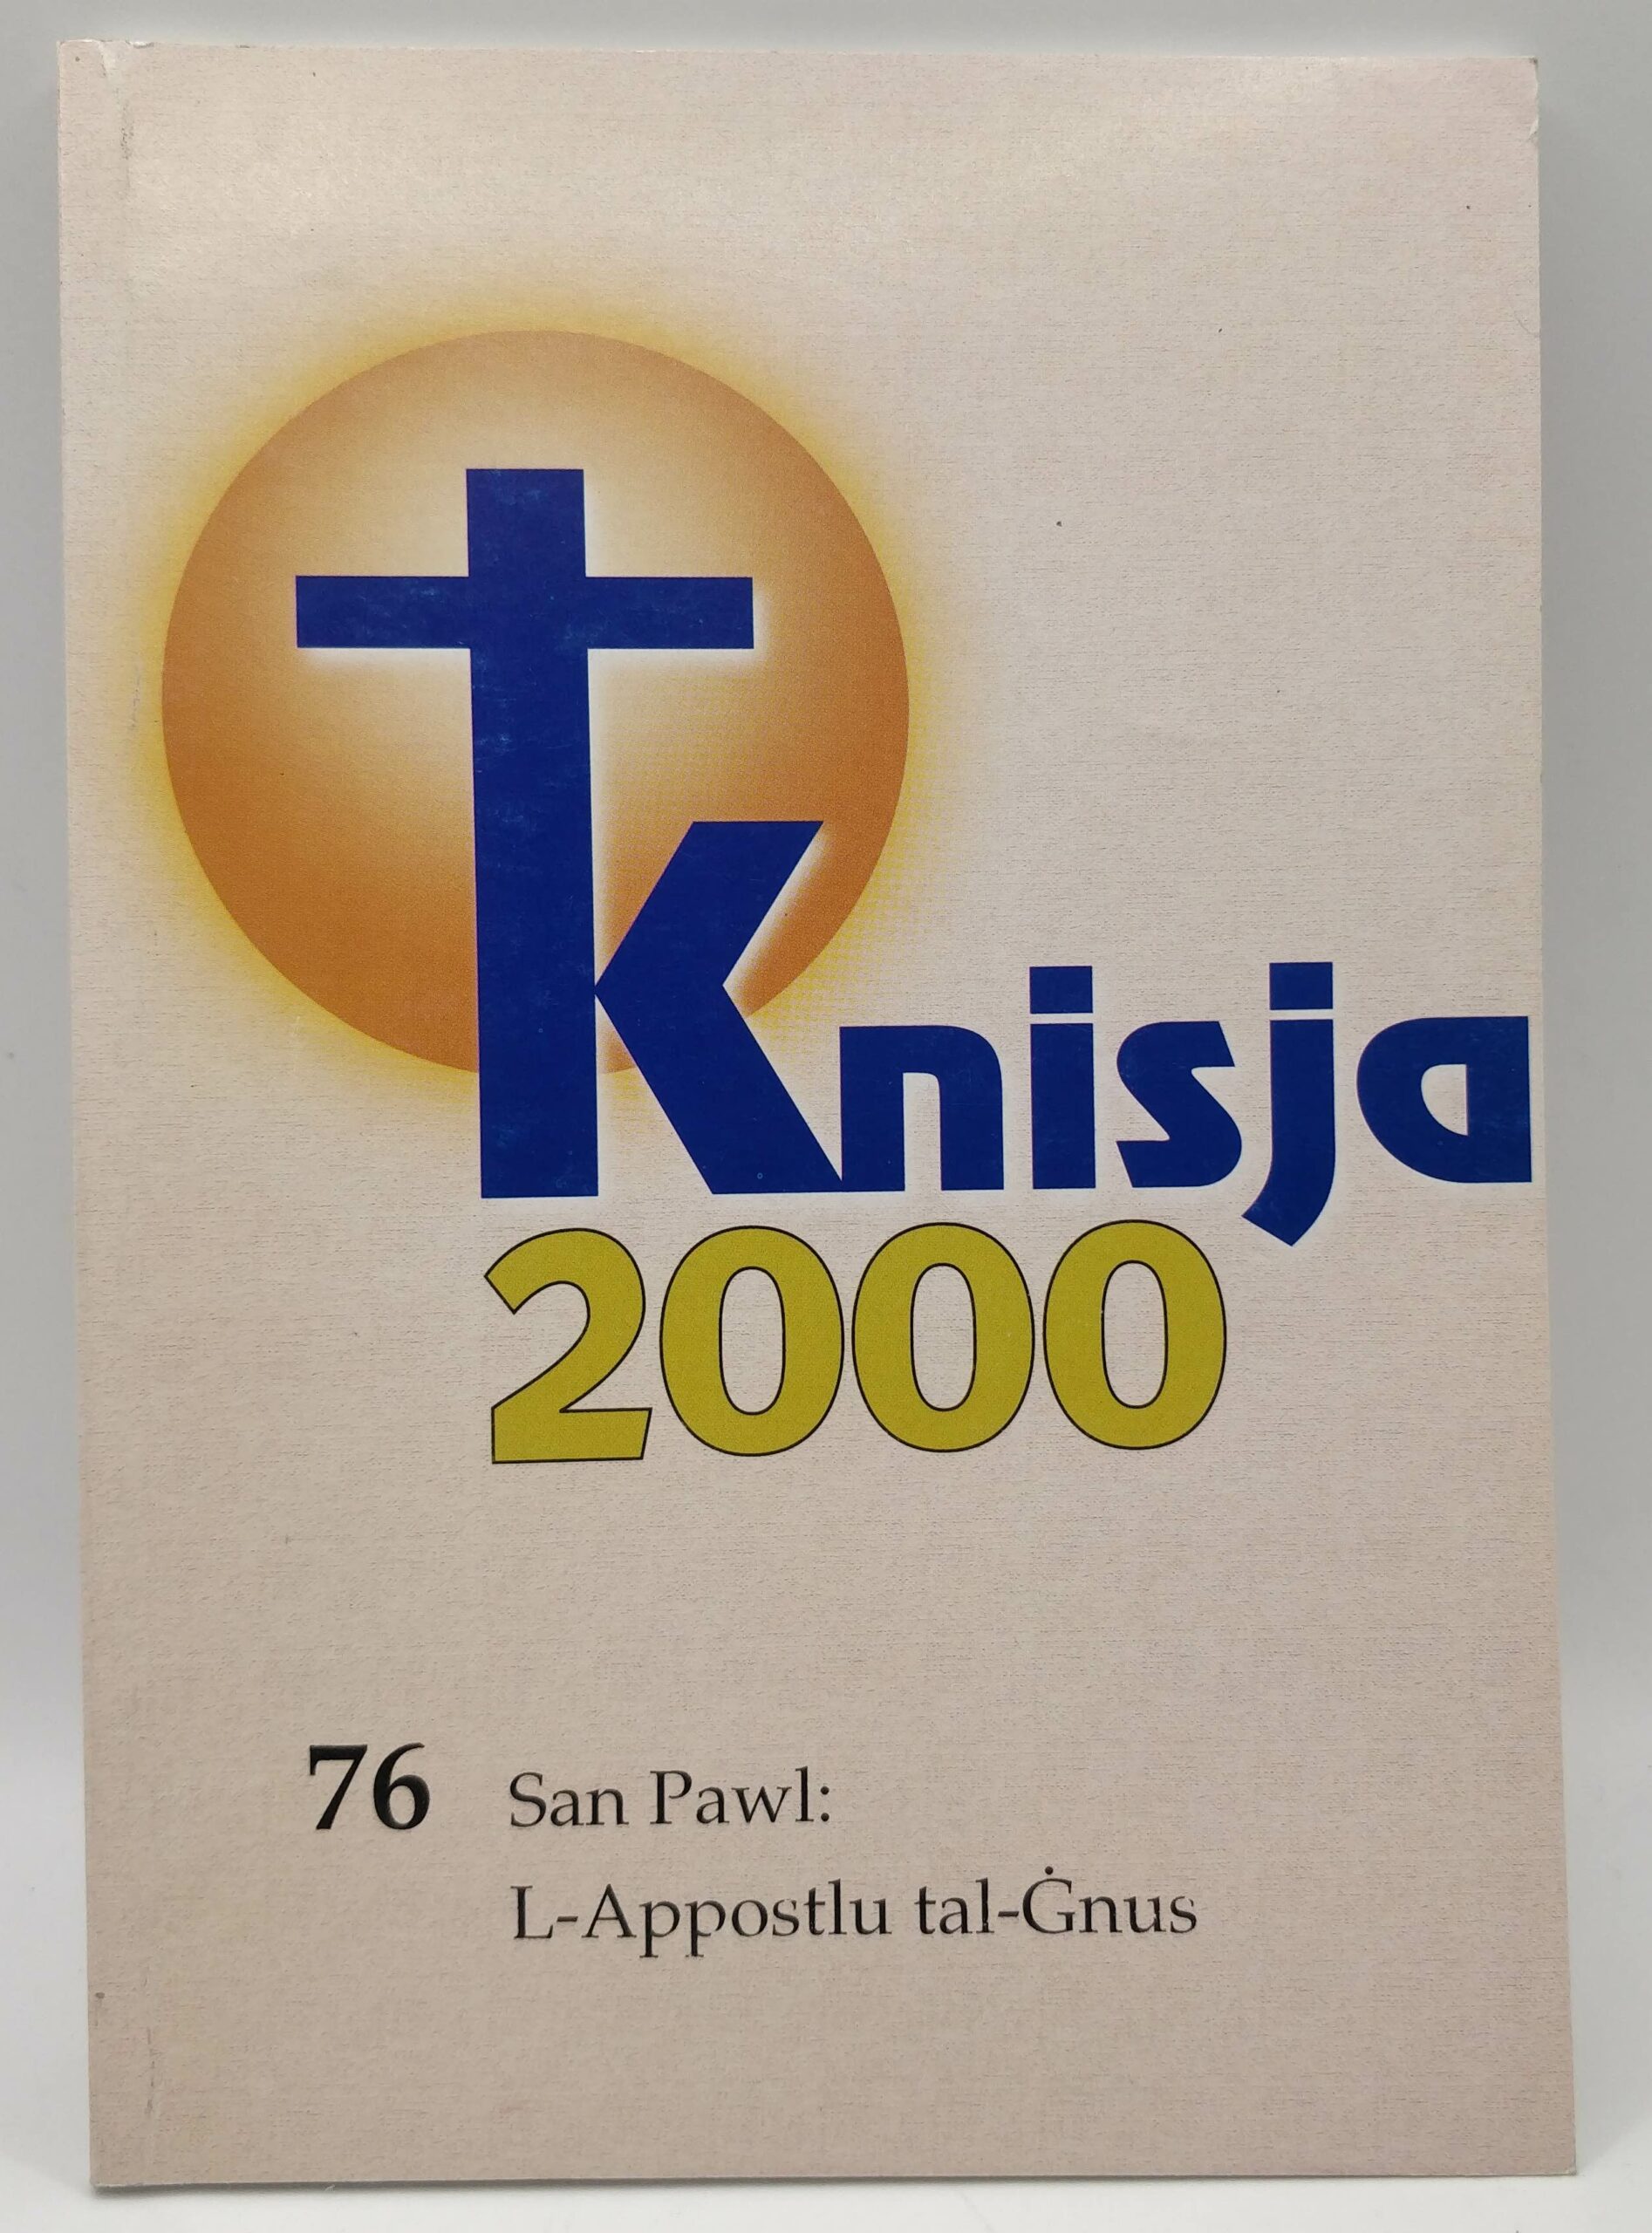 Knisja
2000
76 San Pawl:
L-Appostlu tal-Ġnus